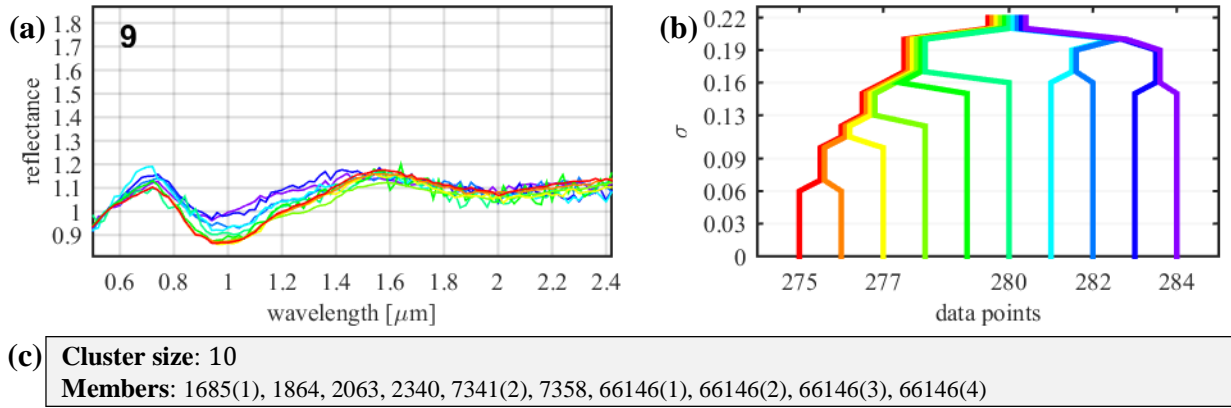 (a)
9
1.8
1.7
1.6
1.5
1.4
1.3
1.2
1.1
1
0.9
reflectance
0.6 0.8 1 1.2 1.4 1.6 1.8 2 2.2 2.4
wavelength [μm]
(b)
0.22
0.19
0.16
0.13
0.09
0.06
0.03
0
σ
275 277 280 282 284
data points
(c)
Cluster size: 10
Members: 1685(1), 1864, 2063, 2340, 7341(2), 7358, 66146(1), 66146(2), 66146(3), 66146(4)